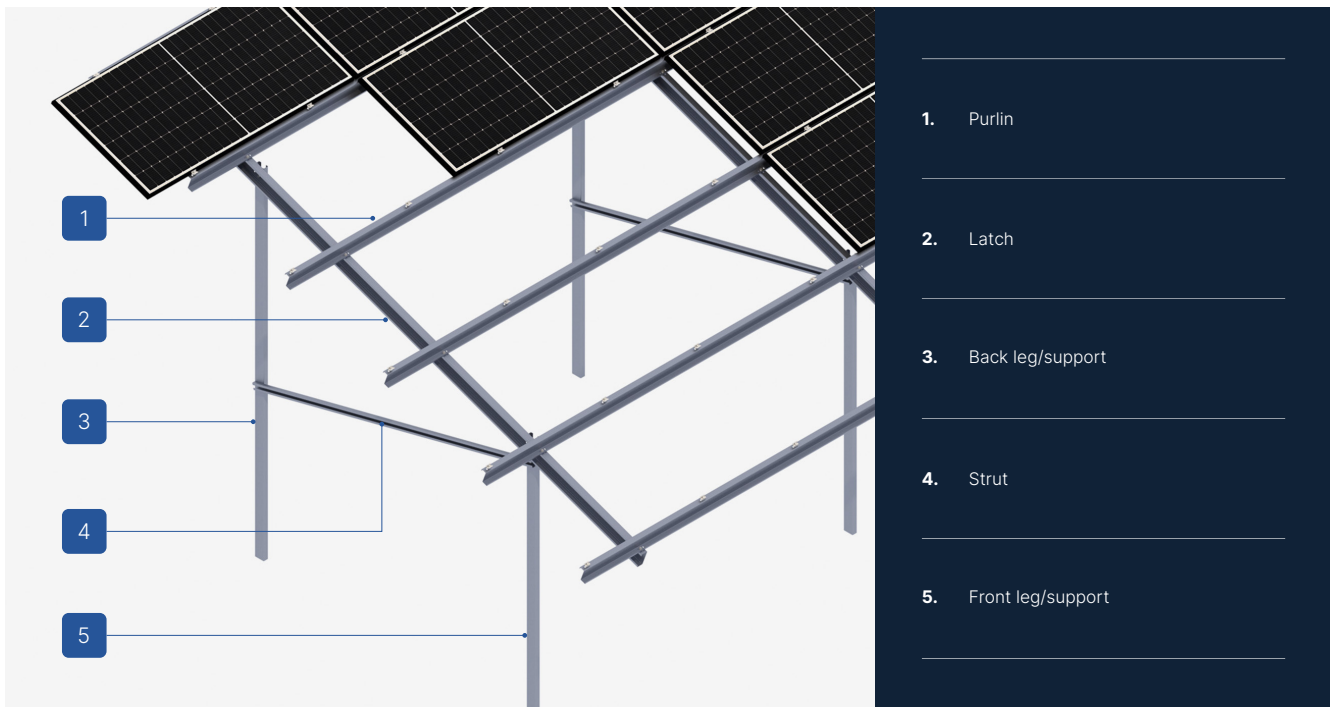 1
2
3
4
5
1. Purlin
2. Latch
3. Back leg/support
4. Strut
5. Front leg/support